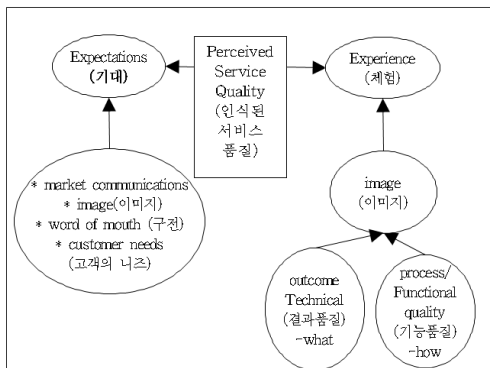 Expectations
(기대)
Perceived
Service
Quality
(인식된
서비스
품질)
Experience
(체험)
* market communications
* image(이미지)
* word of mouth (구전)
* customer needs
(고객의 니즈)
image
(이미지)
outcome
Technical
(결과품질)
-what
process/
Functional
quality
(기능품질)
-how